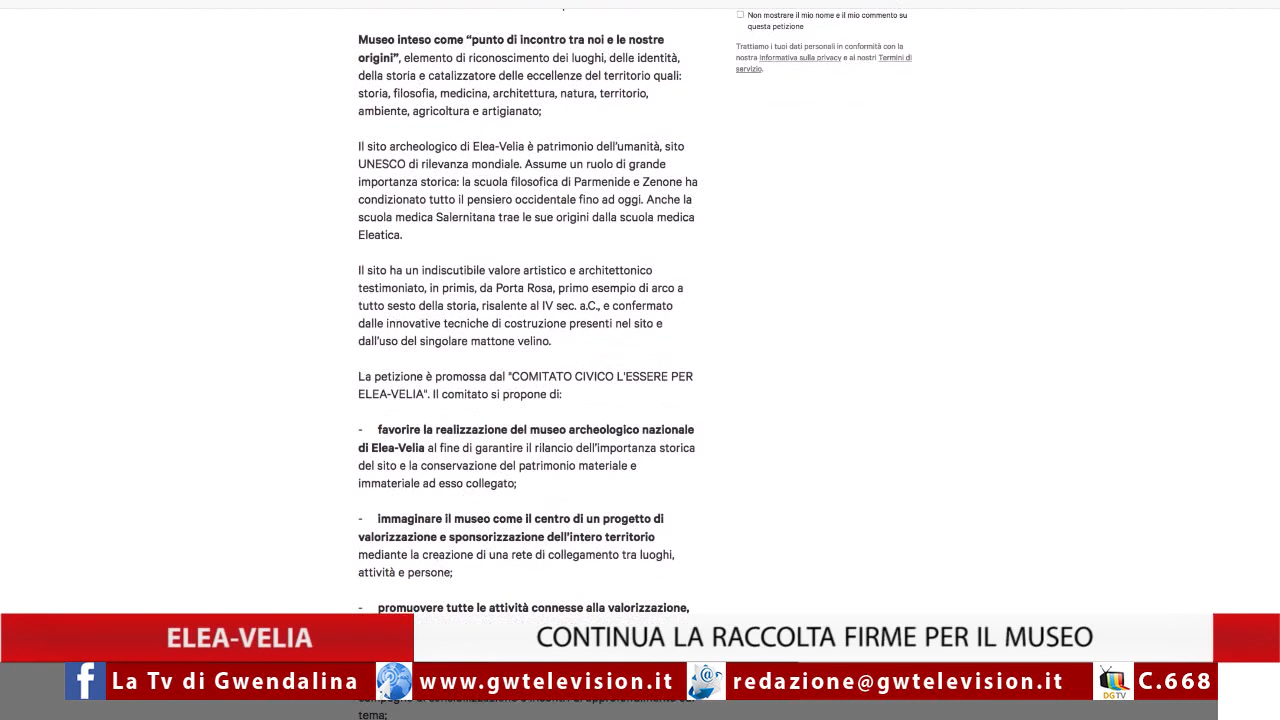 Museo inteso come “punto di incontro tra noi e le nostre
origini”, elemento di riconoscimento dei luoghi, delle identità,
della storia e catalizzatore delle eccellenze del territorio quali:
storia, filosofia, medicina, architettura, natura, territorio,
ambiente, agricoltura e artigianato;
Il sito archeologico di Elea-Velia è patrimonio dell’umanità, sito
UNESCO di rilevanza mondiale. Assume un ruolo di grande
importanza storica: la scuola filosofica di Parmenide e Zenone ha
condizionato tutto il pensiero occidentale fino ad oggi. Anche la
scuola medica Salernitana trae le sue origini dalla scuola medica
Eleatica.
Il sito ha un indiscutibile valore artistico e architettonico
testimoniato, in primis, da Porta Rosa, primo esempio di arco a
tutto sesto della storia, risalente al IV sec. a.C., e confermato
dalle innovative tecniche di costruzione presenti nel sito e
dall’uso del singolare mattone velino.
La petizione è promossa dal "COMITATO CIVICO L'ESSERE PER
ELEA-VELIA". Il comitato si propone di:
- favorire la realizzazione del museo archeologico nazionale
di Elea-Velia al fine di garantire il rilancio dell’importanza storica
del sito e la conservazione del patrimonio materiale e
immateriale ad esso collegato;
- immaginare il museo come il centro di un progetto di
valorizzazione e sponsorizzazione dell’intero territorio
mediante la creazione di una rete di collegamento tra luoghi,
attività e persone;
- promuovere tutte le attività connesse alla valorizzazione,
tema;
Non mostrare il mio nome e il mio commento su
questa petizione
Trattiamo i tuoi dati personali in conformità con la
nostra Informativa sulla privacy e ai nostri Termini di
servizio.
ELEA-VELIA
CONTINUA LA RACCOLTA FIRME PER IL MUSEO
La Tv di Gwendalina
www.gwtelevision.it
redazione@gwtelevision.it
DGTV
C.668